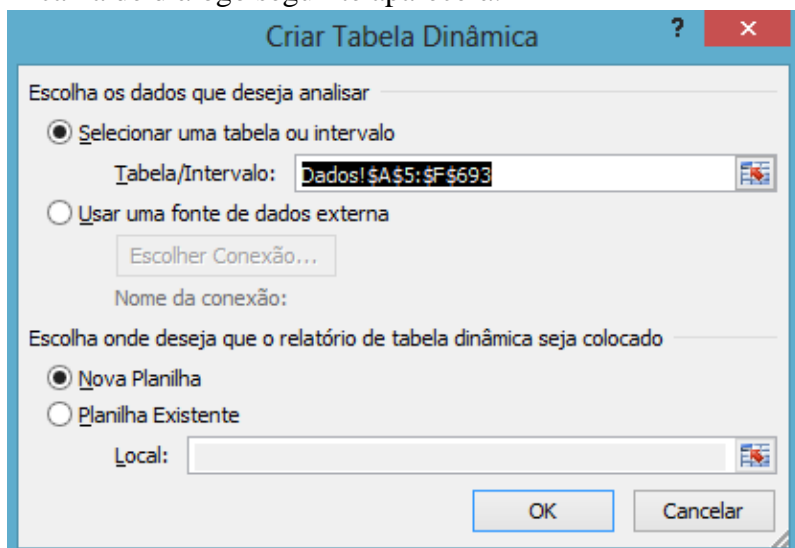 Criar Tabela Dinâmica ? ×
Escolha os dados que deseja analisar
Selecionar uma tabela ou intervalo
Tabela/Intervalo: Dados!$A$5:$F$693
Usar uma fonte de dados externa
Escolher Conexão...
Nome da conexão:
Escolha onde deseja que o relatório de tabela dinâmica seja colocado
Nova Planilha
Planilha Existente
Local:
OK Cancelar